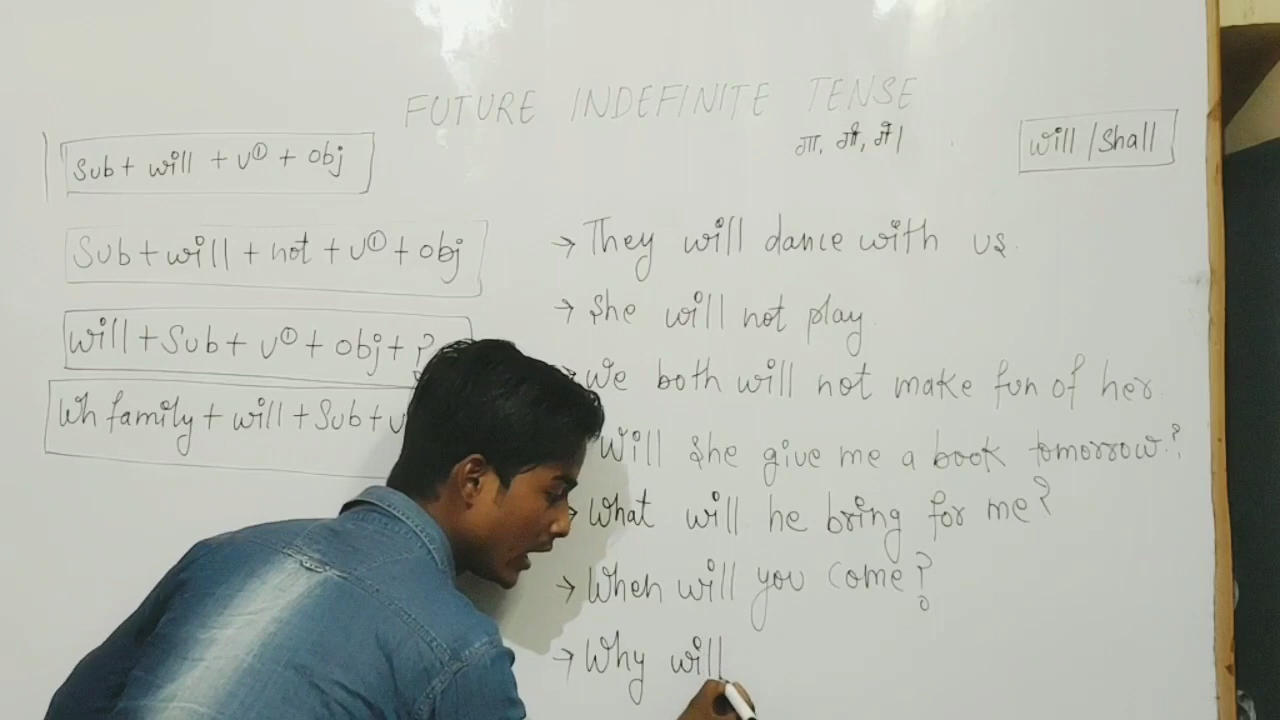 FUTURE INDEFINITE TENSE
गा, गी, गे।
will / Shall
Sub + will + v① + obj
Sub + will + not + v① + obj
will + Sub + v① + obj + ?
Wh family + will + Sub + v
→ They will dance with us.
→ She will not play.
We both will not make fun of her.
Will she give me a book tomorrow?
What will he bring for me?
→ When will you come?
→ Why will